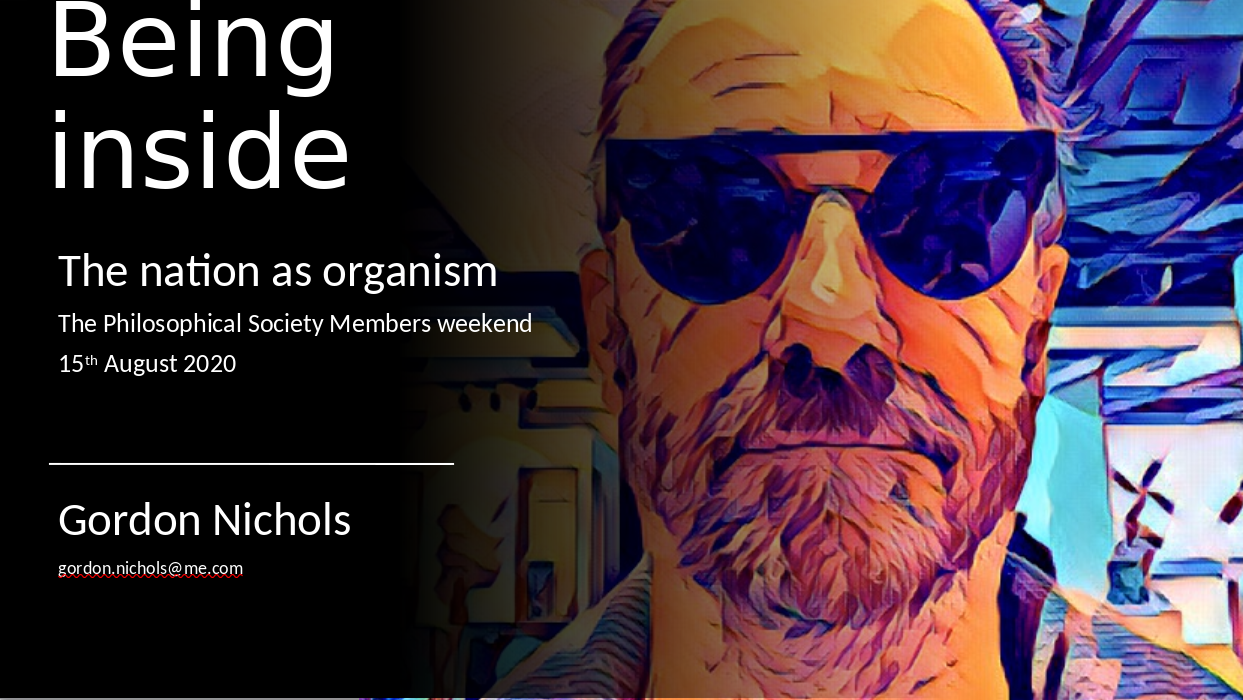 Being
inside
The nation as organism
The Philosophical Society Members weekend
15th August 2020
Gordon Nichols
gordon.nichols@me.com